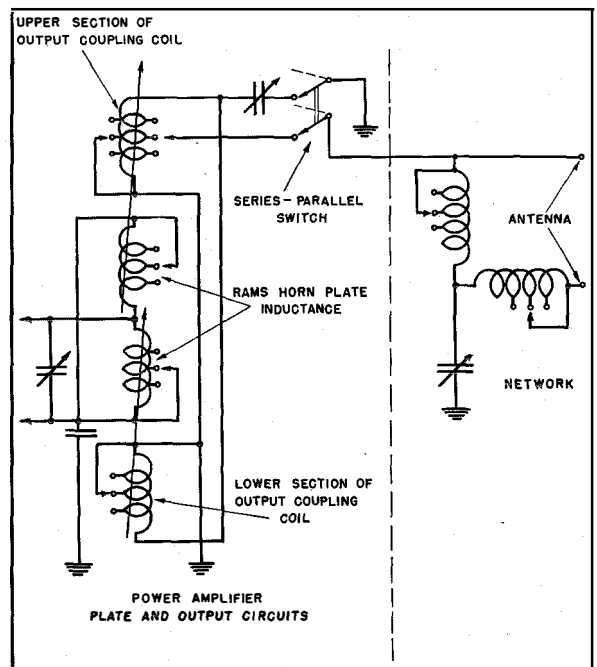 UPPER SECTION OF
OUTPUT COUPLING COIL
SERIES-PARALLEL
SWITCH
ANTENNA
RAMS HORN PLATE
INDUCTANCE
NETWORK
LOWER SECTION OF
OUTPUT COUPLING
COIL
POWER AMPLIFIER
PLATE AND OUTPUT CIRCUITS